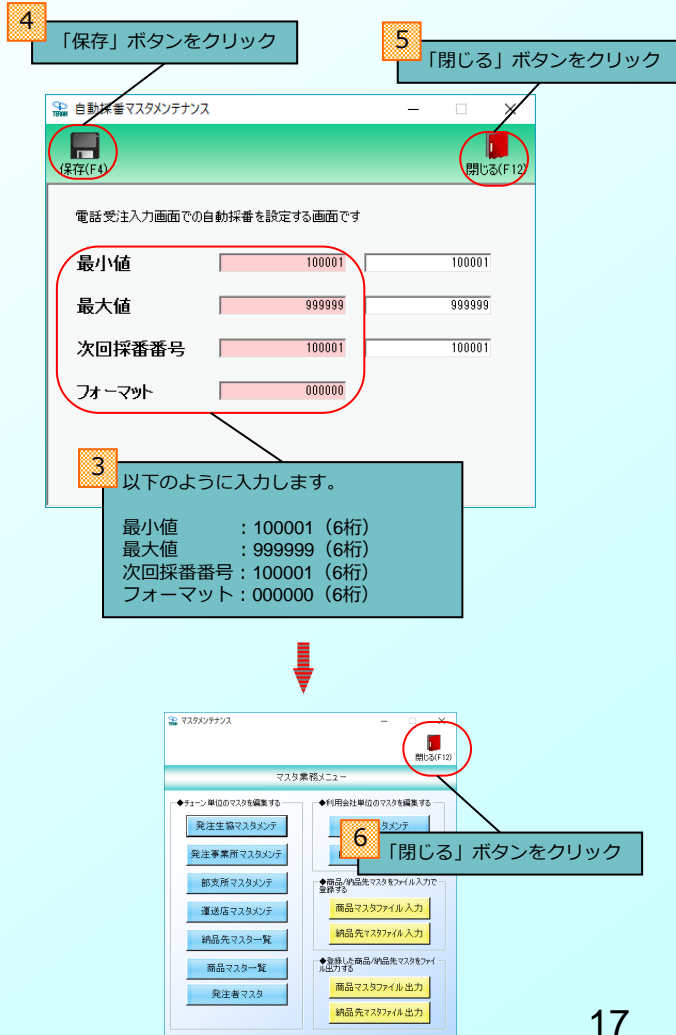 4
「保存」ボタンをクリック
5
「閉じる」ボタンをクリック
自動採番マスタメンテナンス
保存(F4)
閉じる(F12)
電話受注入力画面での自動採番を設定する画面です
最小値 100001 100001
最大値 999999 999999
次回採番番号 100001 100001
フォーマット 000000
3
以下のように入力します。
最小値 :100001(6桁)
最大値 :999999(6桁)
次回採番番号:100001(6桁)
フォーマット:000000(6桁)
マスタメンテナンス
閉じる(F12)
マスタ業務メニュー
◆チェーン単位のマスタを編集する
発注生協マスタメンテ
発注事業所マスタメンテ
部支所マスタメンテ
運送店マスタメンテ
納品先マスター覧
商品マスター覧
発注者マスタ
◆利用会社単位のマスタを編集する
タメンテ
6
「閉じる」ボタンをクリック
◆商品/納品先マスタをファイル入力で
登録する
商品マスタファイル入力
納品先マスタファイル入力
◆登録した商品/納品先マスタをファイ
ル出力する
商品マスタファイル出力
納品先マスタファイル出力
17